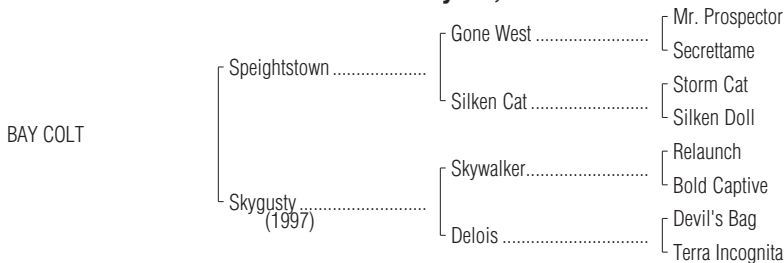 Mr. Prospector
Gone West
Secrettame
Speightstown
Storm Cat
Silken Cat
Silken Doll
BAY COLT
Relaunch
Skywalker
Bold Captive
Skygusty
(1997)
Devil's Bag
Delois
Terra Incognita